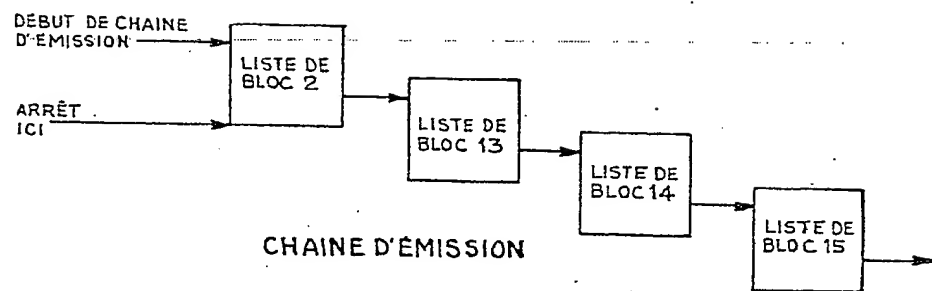 DÉBUT DE CHAINE
D'ÉMISSION
LISTE DE
BLOC 2
ARRÊT
ICI
LISTE DE
BLOC 13
LISTE DE
BLOC 14
LISTE DE
BLOC 15
CHAINE D'ÉMISSION